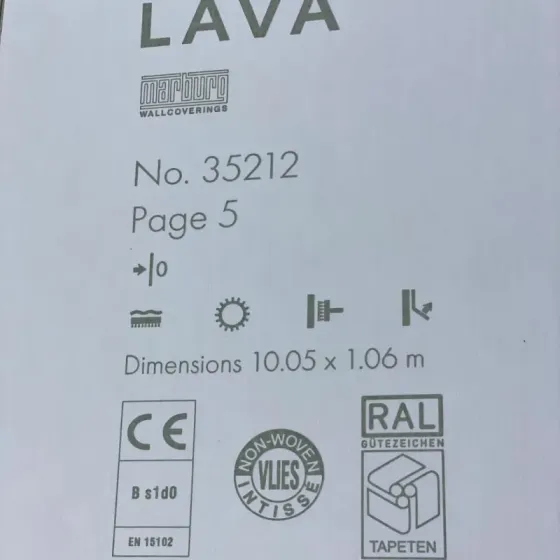 LAVA
marburg
WALLCOVERINGS
No. 35212
Page 5
0
Dimensions 10.05 x 1.06 m
CE
B s1d0
EN 15102
NON-WOVEN
VLIES
INTISSE
RAL
GÜTEZEICHEN
TAPETEN